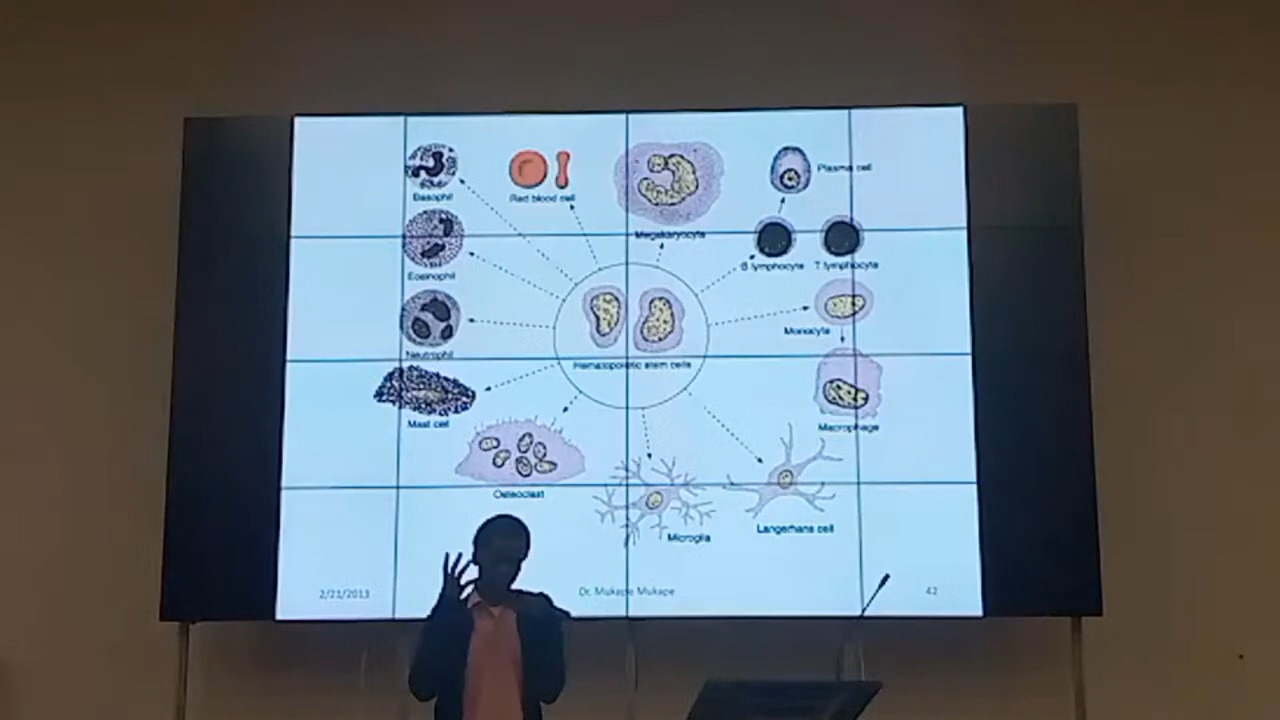 Basophil
Red blood cell
Plasma cell
Megakaryocyte
B lymphocyte
T lymphocyte
Eosinophil
Monocyte
Neutrophil
Hematopoietic stem cells
Mast cell
Macrophage
Osteoclast
Langerhans cell
Microglia
2/21/2013
Dr. Mukape Mukape
42